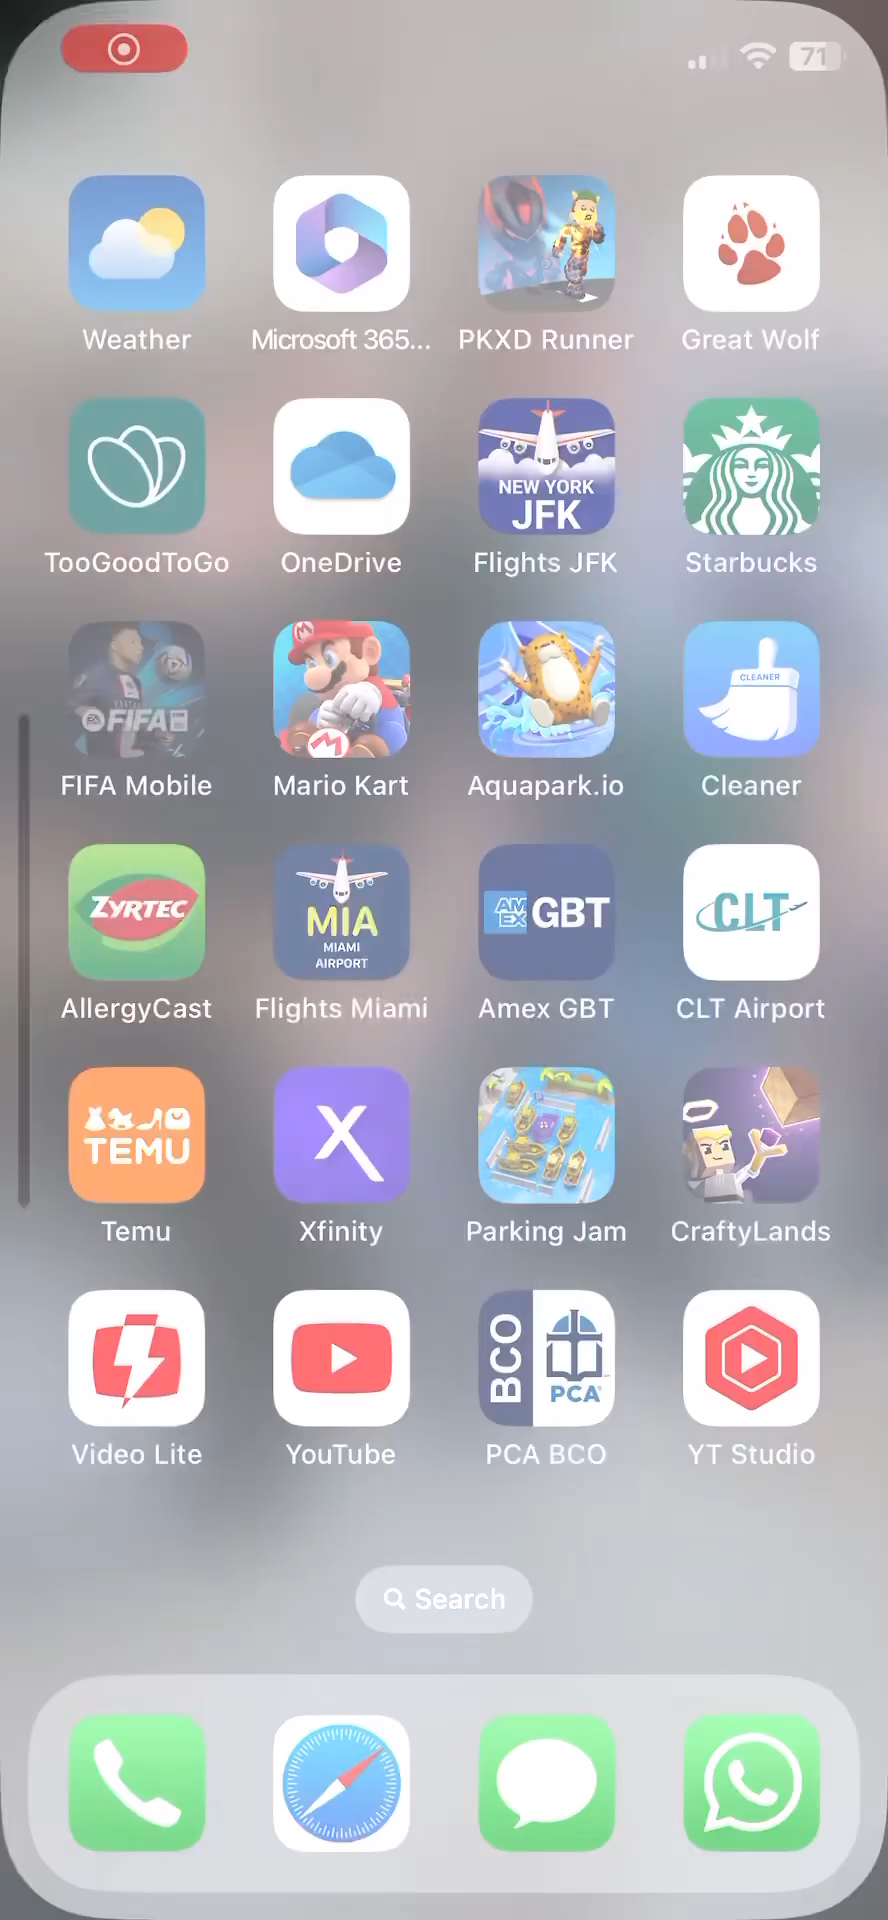 71
Weather
Microsoft 365...
PKXD Runner
Great Wolf
NEW YORK
JFK
TooGoodToGo
OneDrive
Flights JFK
Starbucks
EA FIFA
M
M
CLEANER
FIFA Mobile
Mario Kart
Aquapark.io
Cleaner
ZYRTEC
MIA
MIAMI
AIRPORT
AM
EX
GBT
CLT
AllergyCast
Flights Miami
Amex GBT
CLT Airport
TEMU
X
Temu
Xfinity
Parking Jam
CraftyLands
BCO
PCA
Video Lite
YouTube
PCA BCO
YT Studio
Search